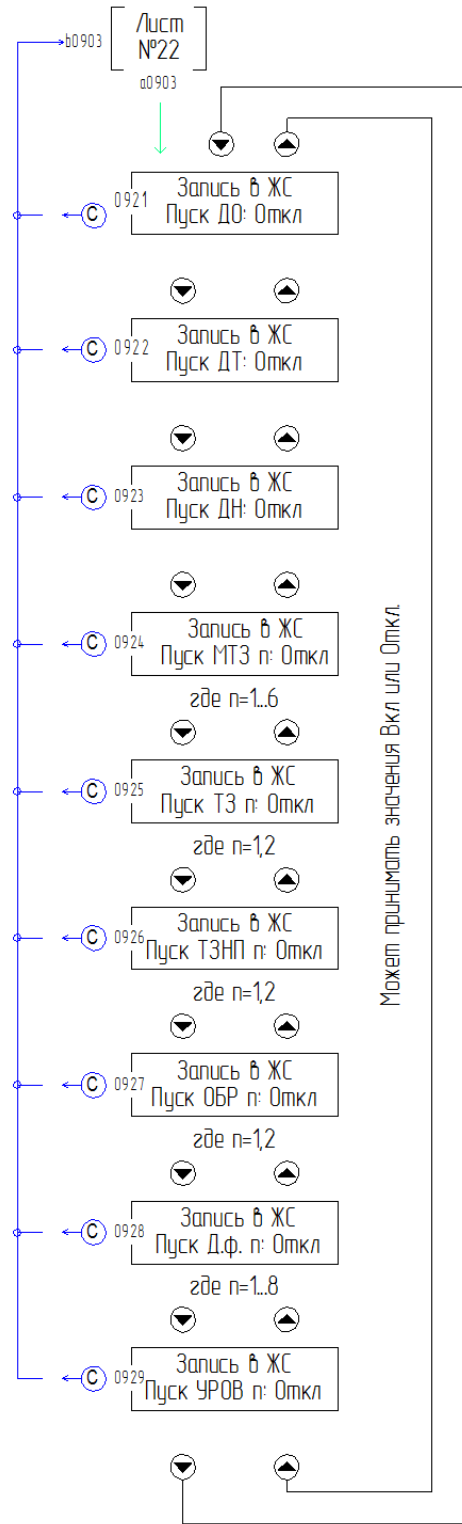 Лист
№22
b0903
a0903
0921
Запись в ЖС
Пуск ДО: Откл
С
0922
Запись в ЖС
Пуск ДТ: Откл
С
0923
Запись в ЖС
Пуск ДН: Откл
С
0924
Запись в ЖС
Пуск МТЗ n: Откл
С
где n=1...6
0925
Запись в ЖС
Пуск ТЗ n: Откл
С
где n=1,2
0926
Запись в ЖС
Пуск ТЗНП n: Откл
С
где n=1,2
0927
Запись в ЖС
Пуск ОБР n: Откл
С
где n=1,2
0928
Запись в ЖС
Пуск Д.ф. n: Откл
С
где n=1...8
0929
Запись в ЖС
Пуск УРОВ n: Откл
С
Может принимать значения Вкл или Откл.